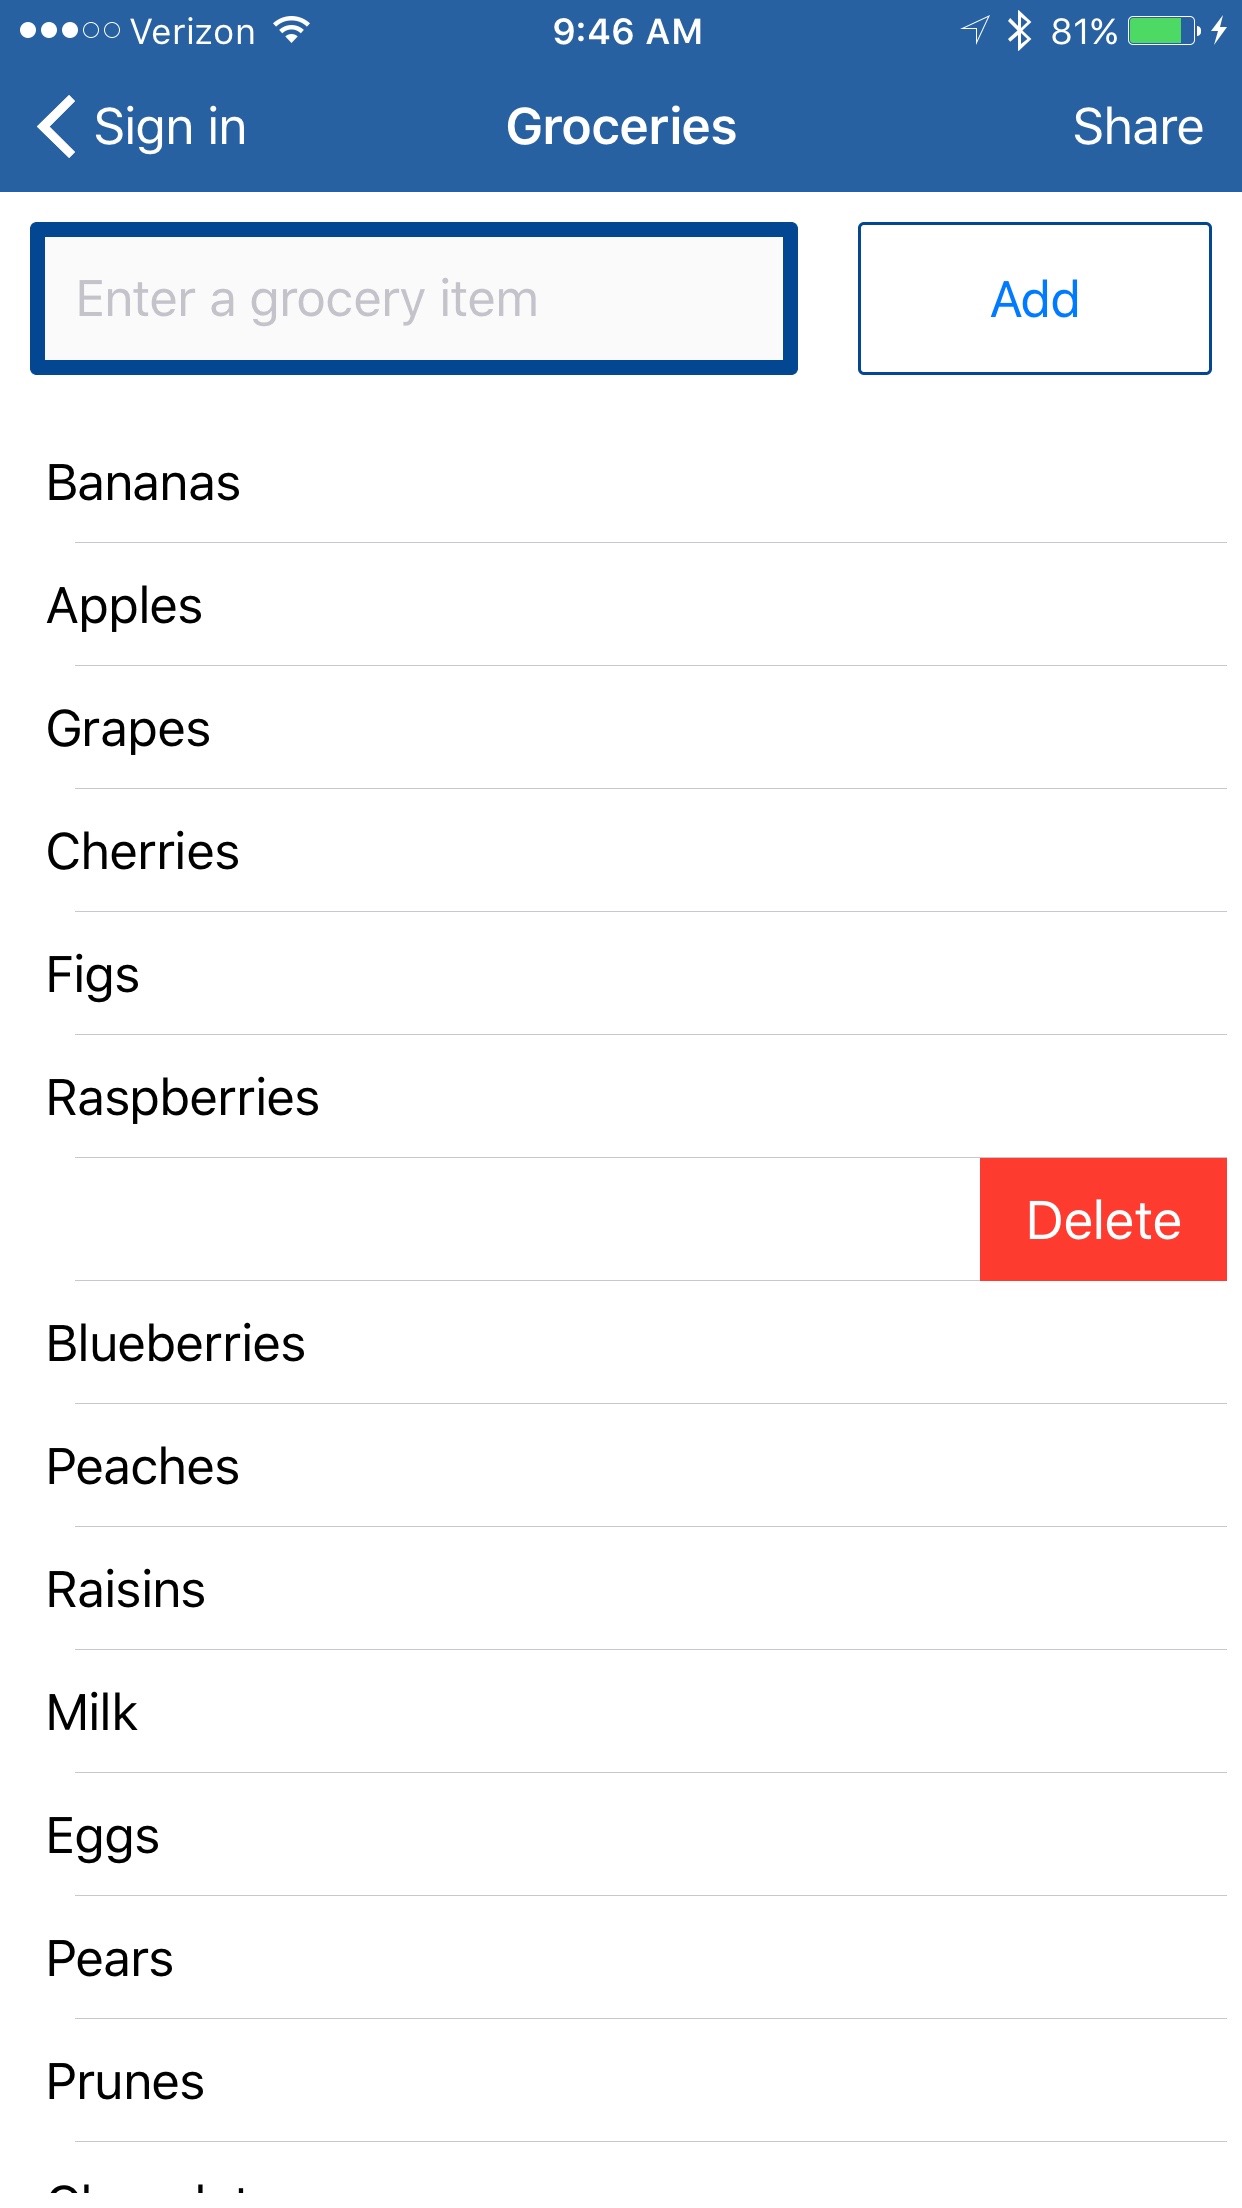 Verizon 9:46 AM 81%
Sign in Groceries Share
Enter a grocery item Add
Bananas
Apples
Grapes
Cherries
Figs
Raspberries
Delete
Blueberries
Peaches
Raisins
Milk
Eggs
Pears
Prunes